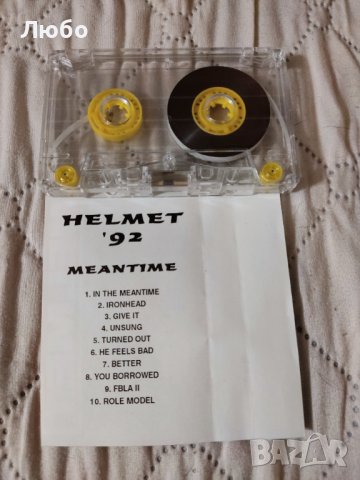 Любо
HELMET
'92
MEANTIME
1. IN THE MEANTIME
2. IRONHEAD
3. GIVE IT
4. UNSUNG
5. TURNED OUT
6. HE FEELS BAD
7. BETTER
8. YOU BORROWED
9. FBLA II
10. ROLE MODEL
BAZAR